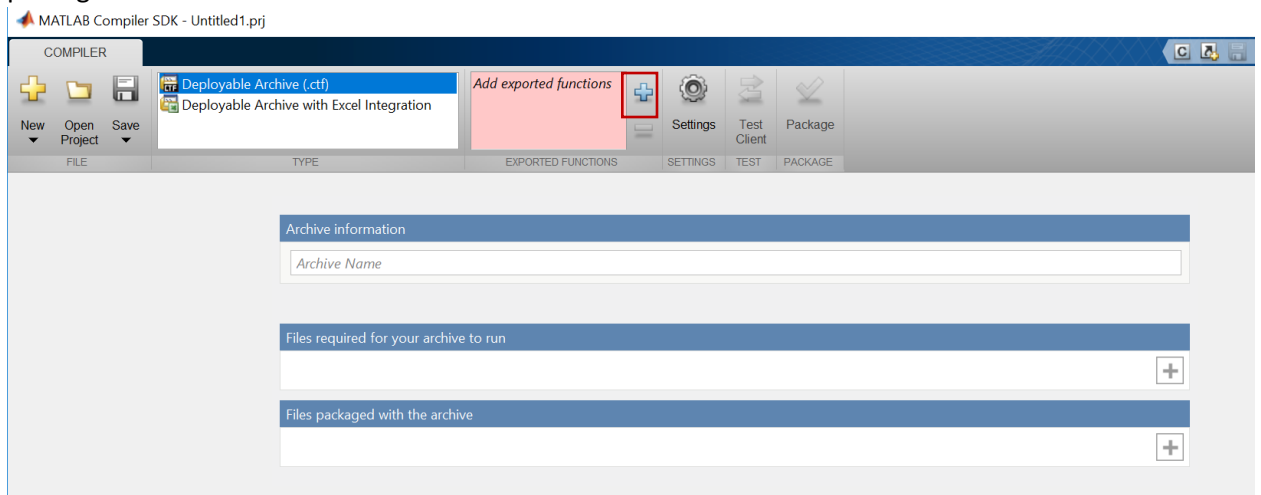 MATLAB Compiler SDK - Untitled1.prj
COMPILER
C
New
Open Project
Save
FILE
CTF
Deployable Archive (.ctf)
Deployable Archive with Excel Integration
TYPE
Add exported functions
EXPORTED FUNCTIONS
Settings
SETTINGS
Test Client
TEST
Package
PACKAGE
Archive information
Archive Name
Files required for your archive to run
Files packaged with the archive